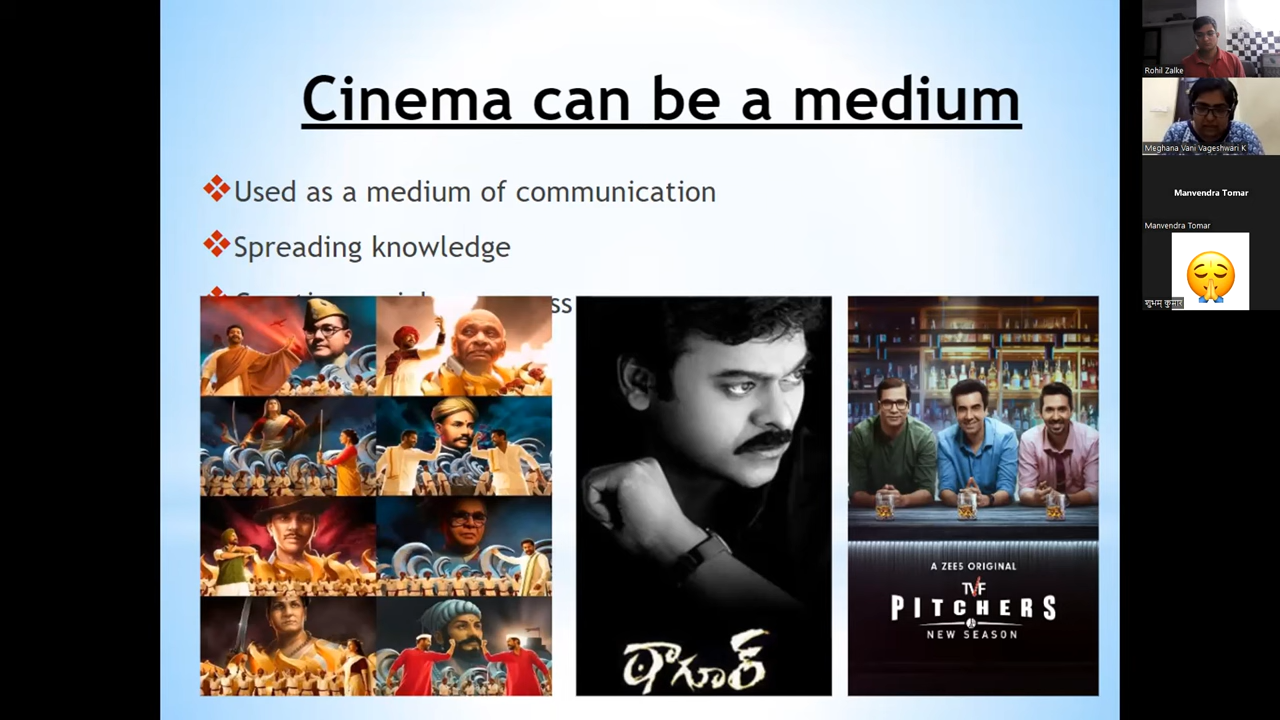 Cinema can be a medium
Used as a medium of communication
Spreading knowledge
A ZEE5 ORIGINAL
TVF
PITCHERS
NEW SEASON
ఠాగూర్
Rohil Zalke
Meghana Vani Vageshwari K
Manvendra Tomar
Manvendra Tomar
शुभम् कुमार